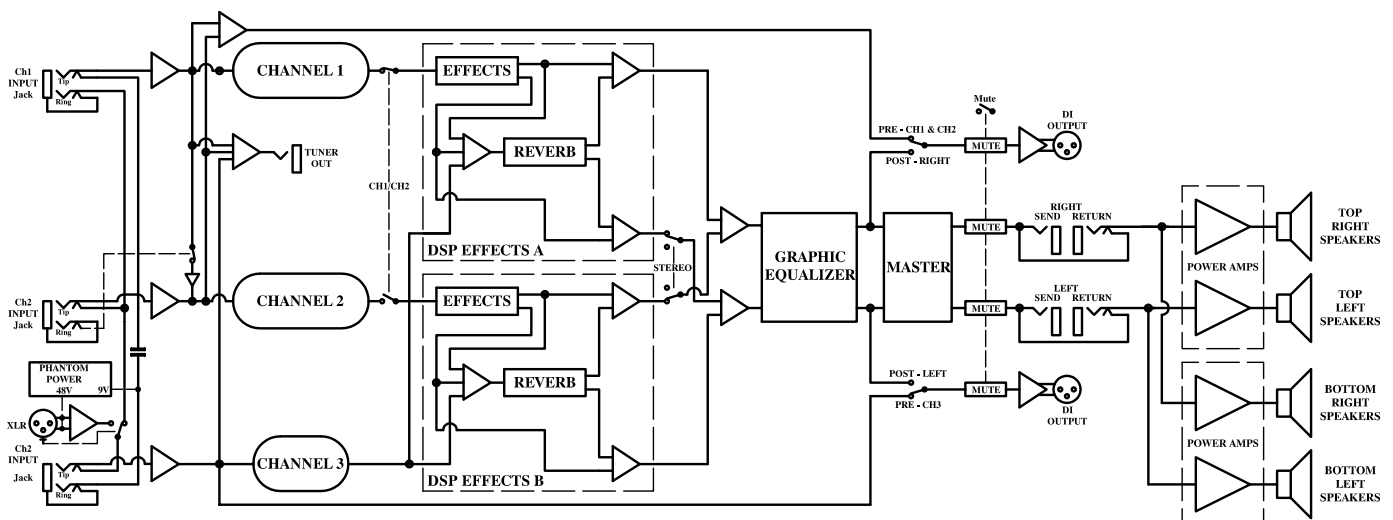 Ch1
INPUT
Jack
Tip
Ring
CHANNEL 1
TUNER
OUT
CH1/CH2
EFFECTS
REVERB
DSP EFFECTS A
STEREO
Ch2
INPUT
Jack
Ring
CHANNEL 2
EFFECTS
REVERB
DSP EFFECTS B
PHANTOM
POWER
48V
9V
XLR
Ch2
INPUT
Jack
Tip
Ring
CHANNEL 3
GRAPHIC
EQUALIZER
MASTER
PRE - CH1 & CH2
POST - RIGHT
POST - LEFT
PRE - CH3
Mute
MUTE
MUTE
MUTE
MUTE
DI
OUTPUT
RIGHT
SEND RETURN
LEFT
SEND RETURN
DI
OUTPUT
POWER AMPS
POWER AMPS
TOP
RIGHT
SPEAKERS
TOP
LEFT
SPEAKERS
BOTTOM
RIGHT
SPEAKERS
BOTTOM
LEFT
SPEAKERS